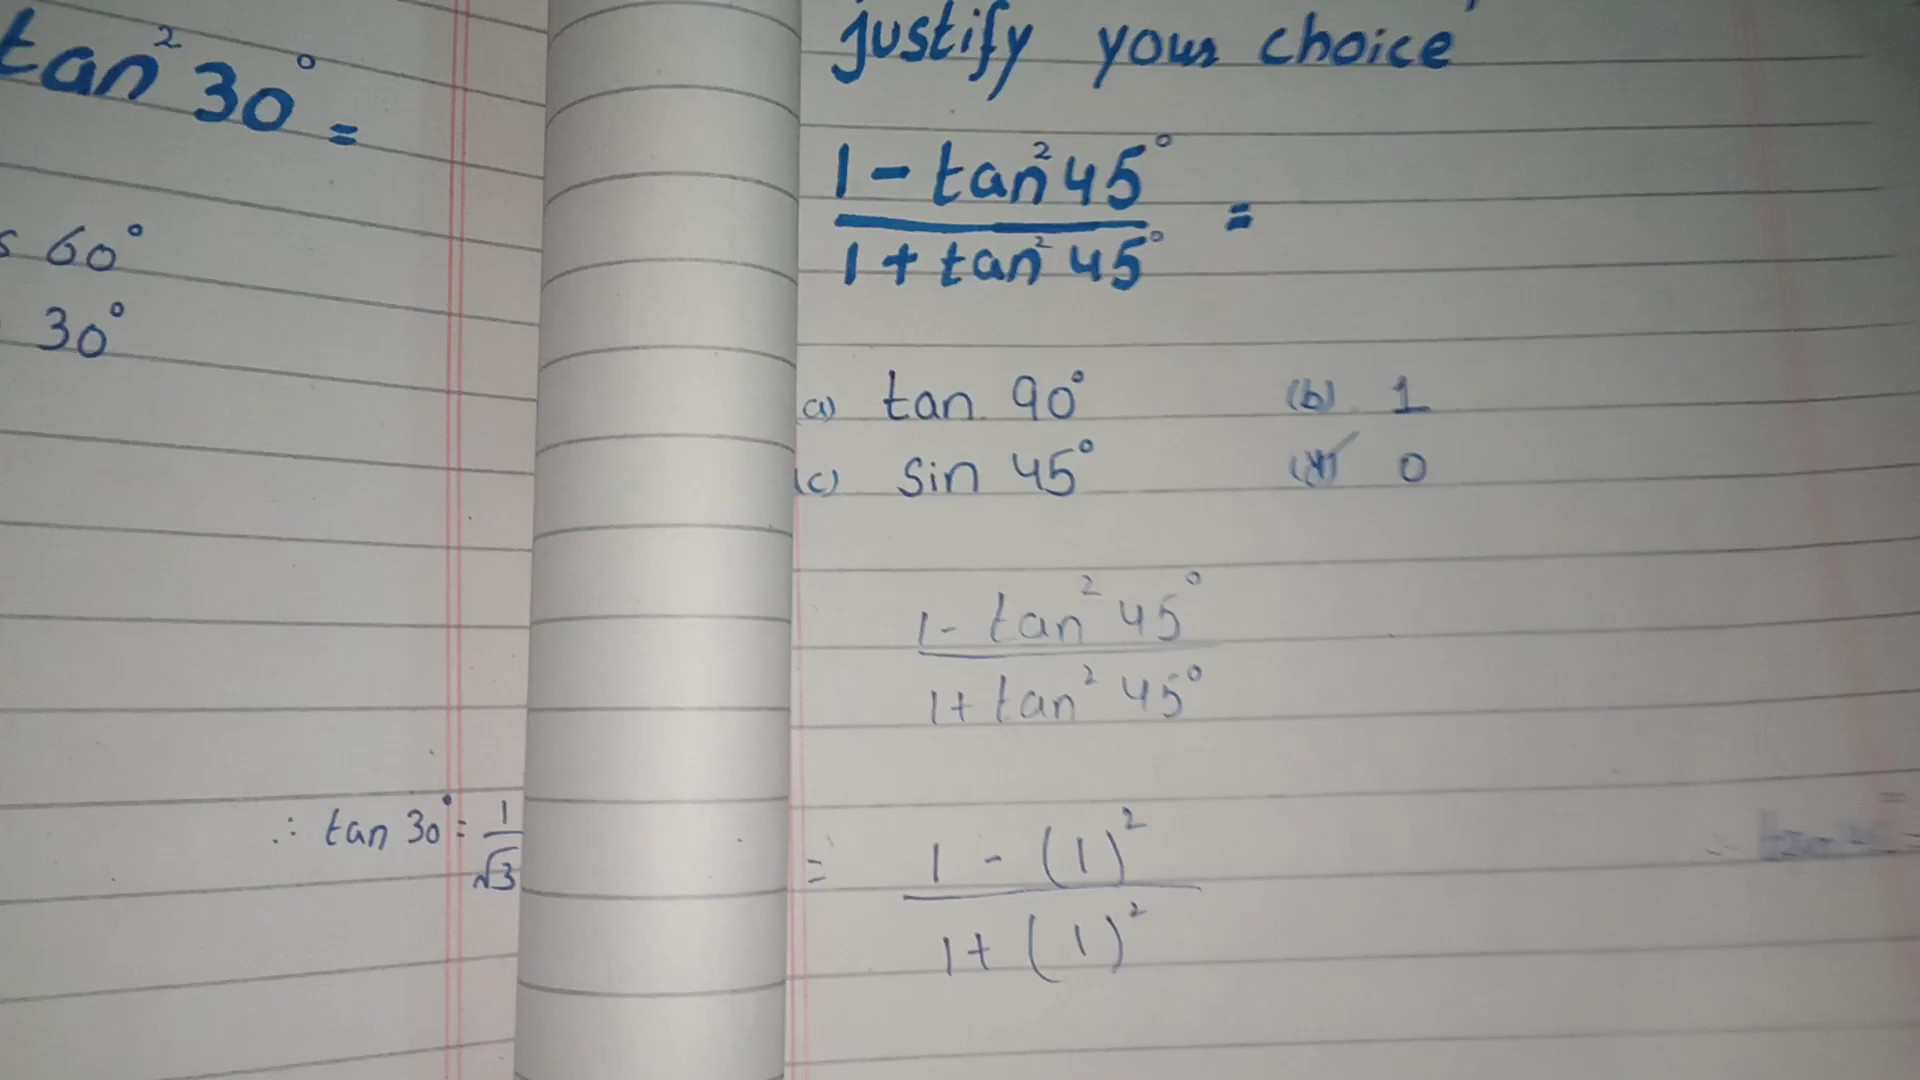 tan² 30° =
s 60°
30°
∴ tan 30° = 1/√3
justify your choice
1 - tan² 45°
1 + tan² 45° =
(a) tan 90° (b) 1
(c) sin 45° (d) 0
1 - tan² 45°
1 + tan² 45°
= 1 - (1)²
1 + (1)²